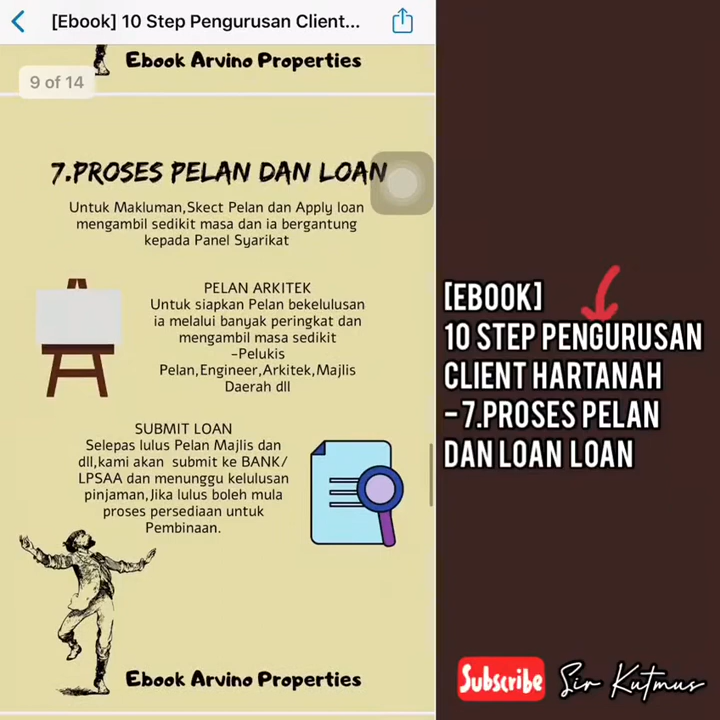 [Ebook] 10 Step Pengurusan Client...
Ebook Arvino Properties
9 of 14
7.PROSES PELAN DAN LOAN
Untuk Makluman,Skect Pelan dan Apply loan
mengambil sedikit masa dan ia bergantung
kepada Panel Syarikat
PELAN ARKITEK
Untuk siapkan Pelan bekelulusan
ia melalui banyak peringkat dan
mengambil masa sedikit
-Pelukis
Pelan,Engineer,Arkitek,Majlis
Daerah dll
SUBMIT LOAN
Selepas lulus Pelan Majlis dan
dll,kami akan submit ke BANK/
LPSAA dan menunggu kelulusan
pinjaman,Jika lulus boleh mula
proses persediaan untuk
Pembinaan.
Ebook Arvino Properties
[EBOOK]
10 STEP PENGURUSAN
CLIENT HARTANAH
- 7.PROSES PELAN
DAN LOAN LOAN
Subscribe
Sir Kutmus